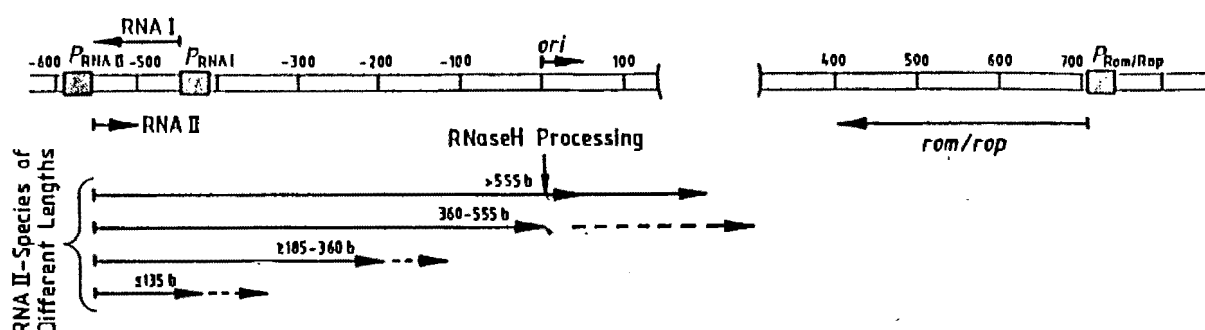 RNA I
-600 P RNA II -500 P RNA I -300 -200 -100 ori 100 400 500 600 700 P Rom/Rop
RNA II
rom/rop
RNaseH Processing
RNA II-Species of
Different Lengths
>555 b
360-555 b
≥185-360 b
≤135 b